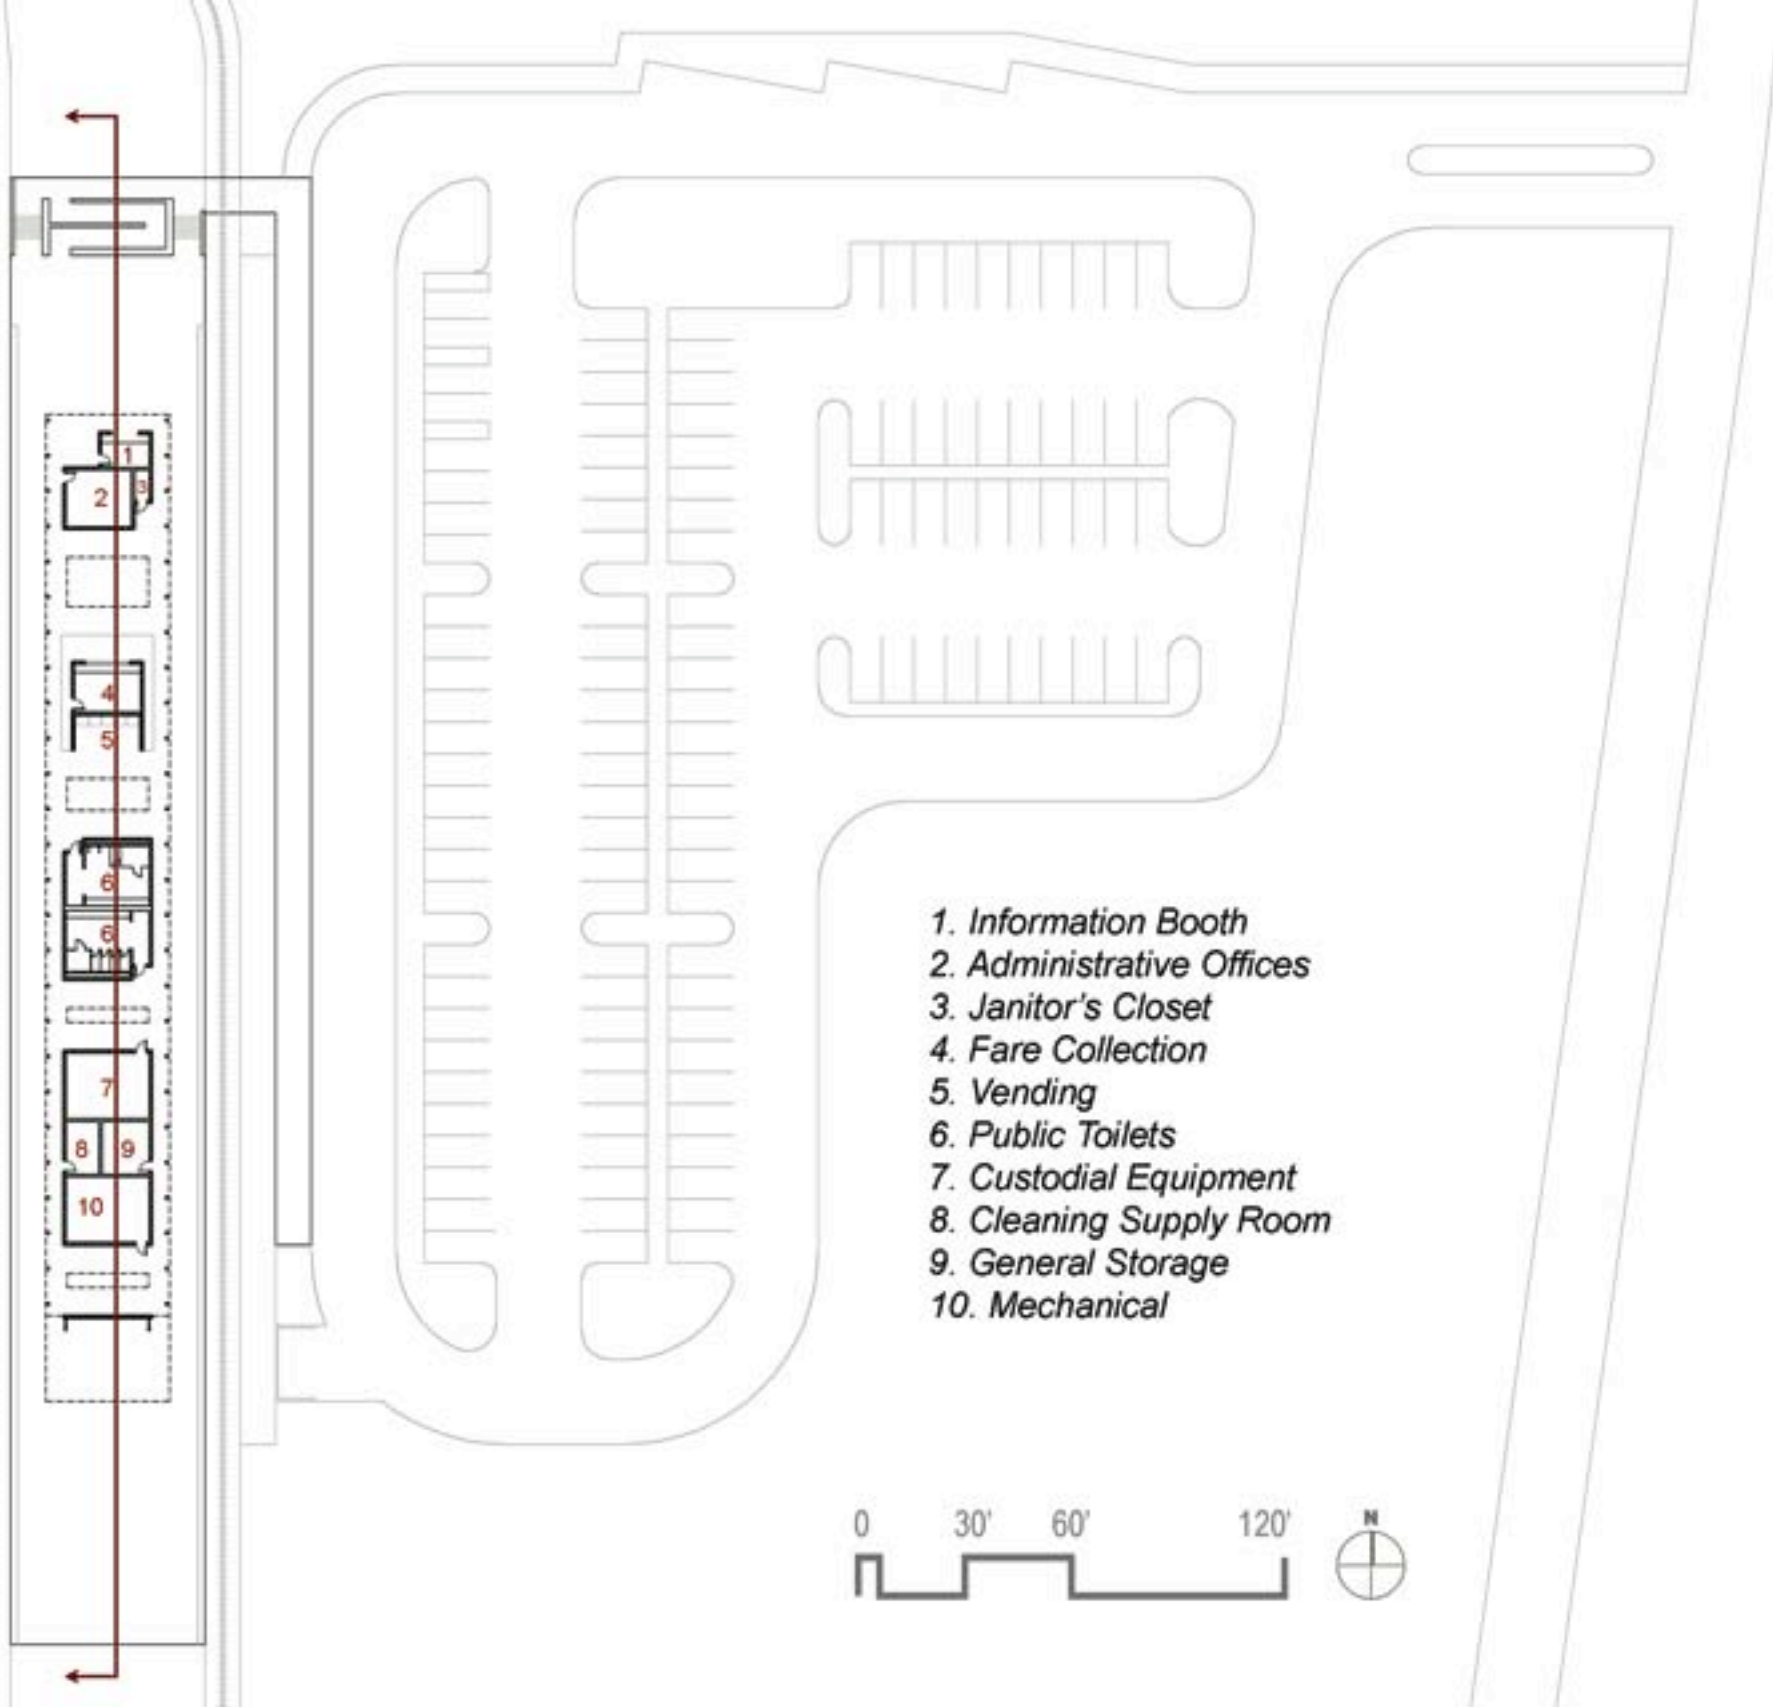 1
3
2
4
5
6
6
7
8 9
10
1. Information Booth
2. Administrative Offices
3. Janitor's Closet
4. Fare Collection
5. Vending
6. Public Toilets
7. Custodial Equipment
8. Cleaning Supply Room
9. General Storage
10. Mechanical
0 30' 60' 120'
N